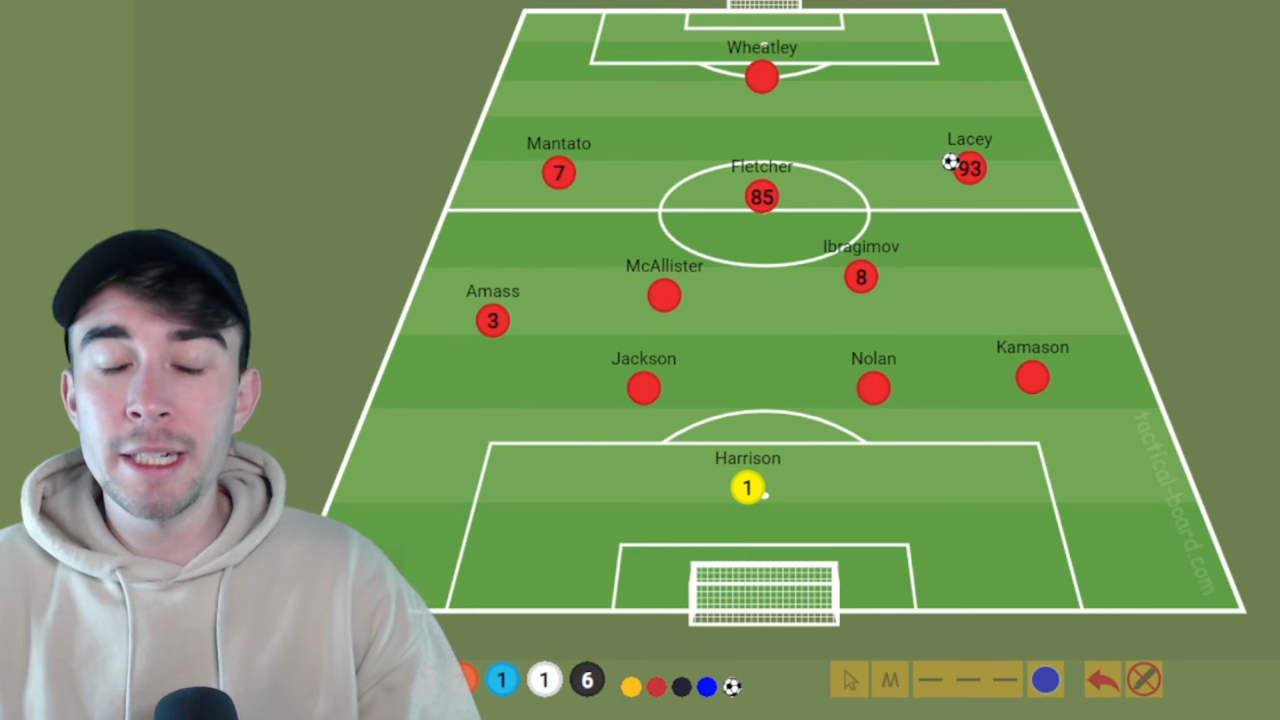 Wheatley
Mantato
7
Lacey
93
Fletcher
85
Ibragimov
8
McAllister
Amass
3
Jackson
Nolan
Kamason
Harrison
1
tactical-board.com
1
1
6